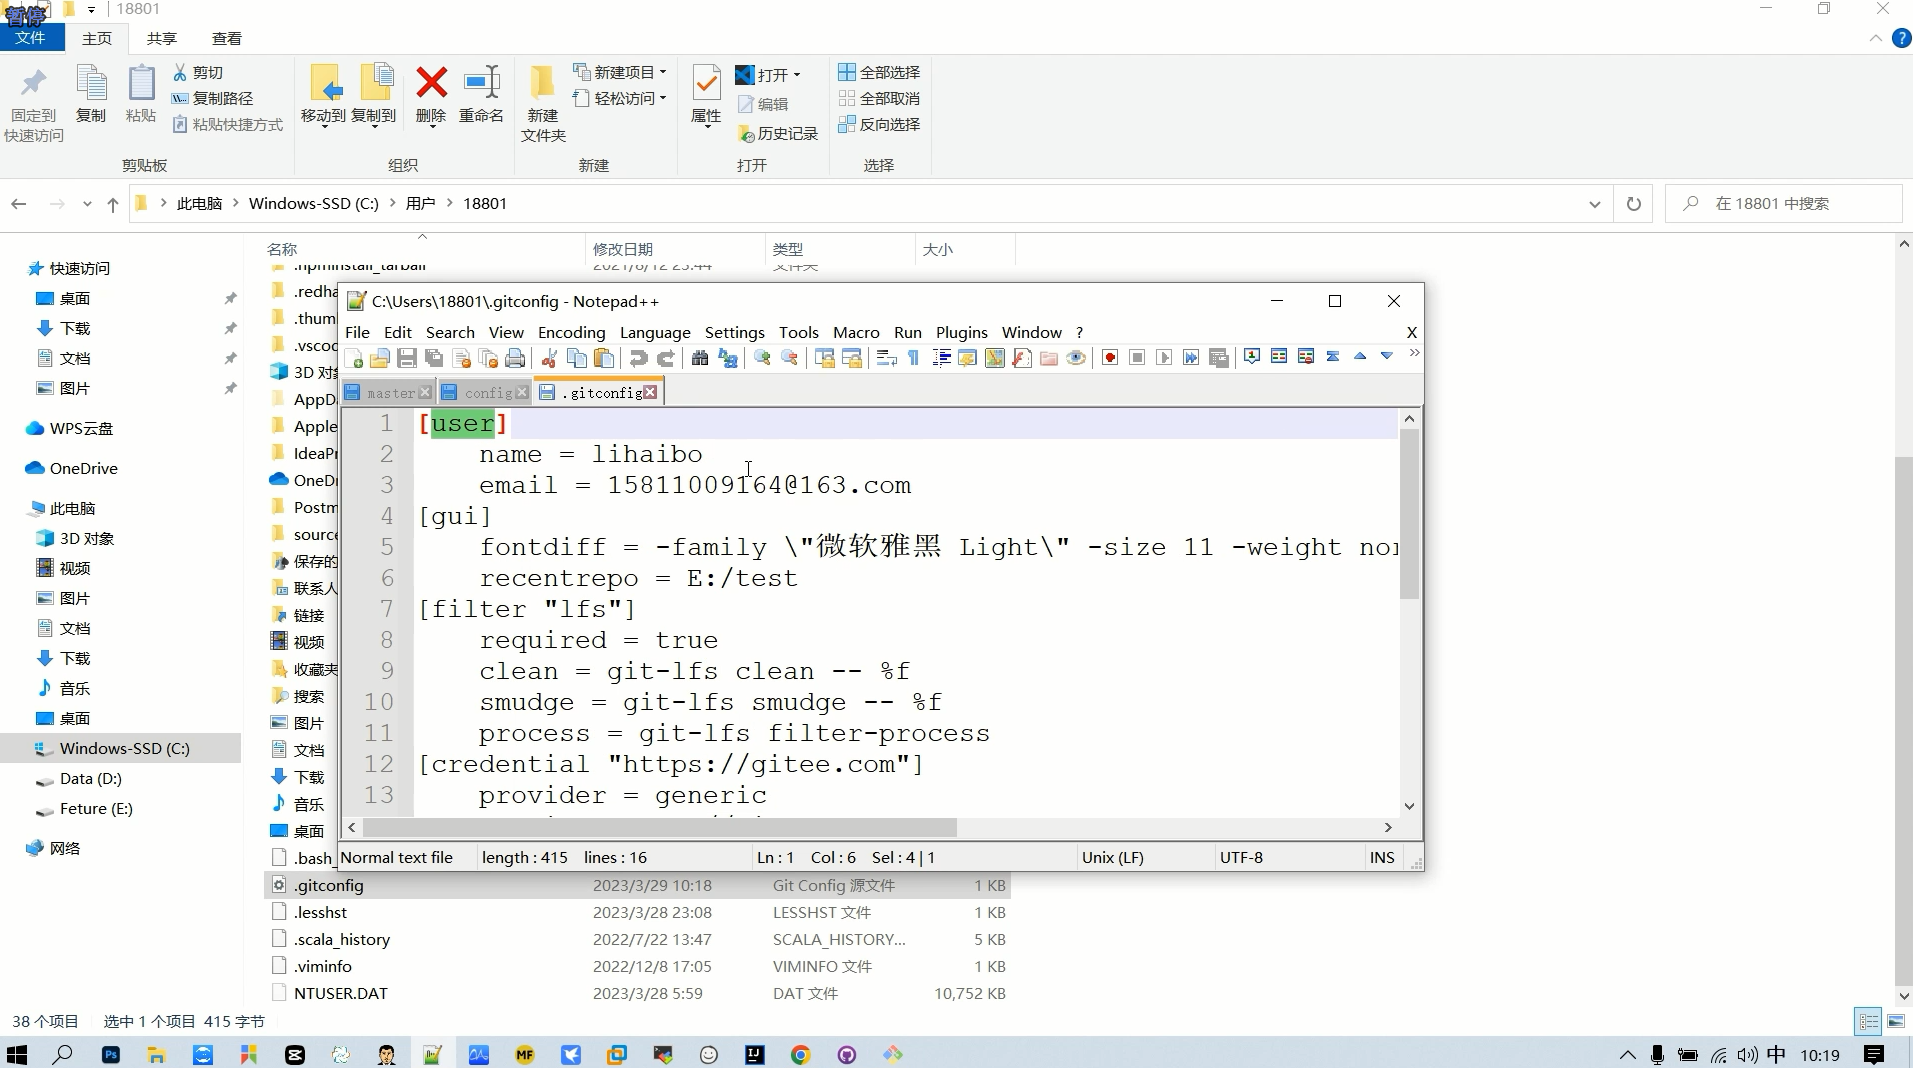 暂停
18801
文件 主页 共享 查看
固定到
快速访问
复制
粘贴
剪切
复制路径
粘贴快捷方式
剪贴板
移动到
复制到
删除
重命名
组织
新建
文件夹
新建项目
轻松访问
新建
属性
打开
编辑
历史记录
打开
全部选择
全部取消
反向选择
选择
此电脑 Windows-SSD (C:) 用户 18801
在 18801 中搜索
名称 修改日期 类型 大小
快速访问
桌面
下载
文档
图片
WPS云盘
OneDrive
此电脑
3D 对象
视频
图片
文档
下载
音乐
桌面
Windows-SSD (C:)
Data (D:)
Feture (E:)
网络
.npminstall_tarball 2021/8/12 23:44 文件夹
.redha
.thum
.vsco
3D 对
AppD
Apple
IdeaPr
OneD
Postm
source
保存的
联系人
链接
视频
收藏夹
搜索
图片
文档
下载
音乐
桌面
.bash_
.gitconfig 2023/3/29 10:18 Git Config 源文件 1 KB
.lesshst 2023/3/28 23:08 LESSHST 文件 1 KB
.scala_history 2022/7/22 13:47 SCALA_HISTORY... 5 KB
.viminfo 2022/12/8 17:05 VIMINFO 文件 1 KB
NTUSER.DAT 2023/3/28 5:59 DAT 文件 10,752 KB
C:\Users\18801\.gitconfig - Notepad++
File Edit Search View Encoding Language Settings Tools Macro Run Plugins Window ? X
master config .gitconfig
1 [user]
2 name = lihaibo
3 email = 15811009164@163.com
4 [gui]
5 fontdiff = -family \"微软雅黑 Light\" -size 11 -weight nor
6 recentrepo = E:/test
7 [filter "lfs"]
8 required = true
9 clean = git-lfs clean -- %f
10 smudge = git-lfs smudge -- %f
11 process = git-lfs filter-process
12 [credential "https://gitee.com"]
13 provider = generic
Normal text file length : 415 lines : 16 Ln : 1 Col : 6 Sel : 4 | 1 Unix (LF) UTF-8 INS
38 个项目 选中 1 个项目 415 字节
Ps MF IJ 中 10:19